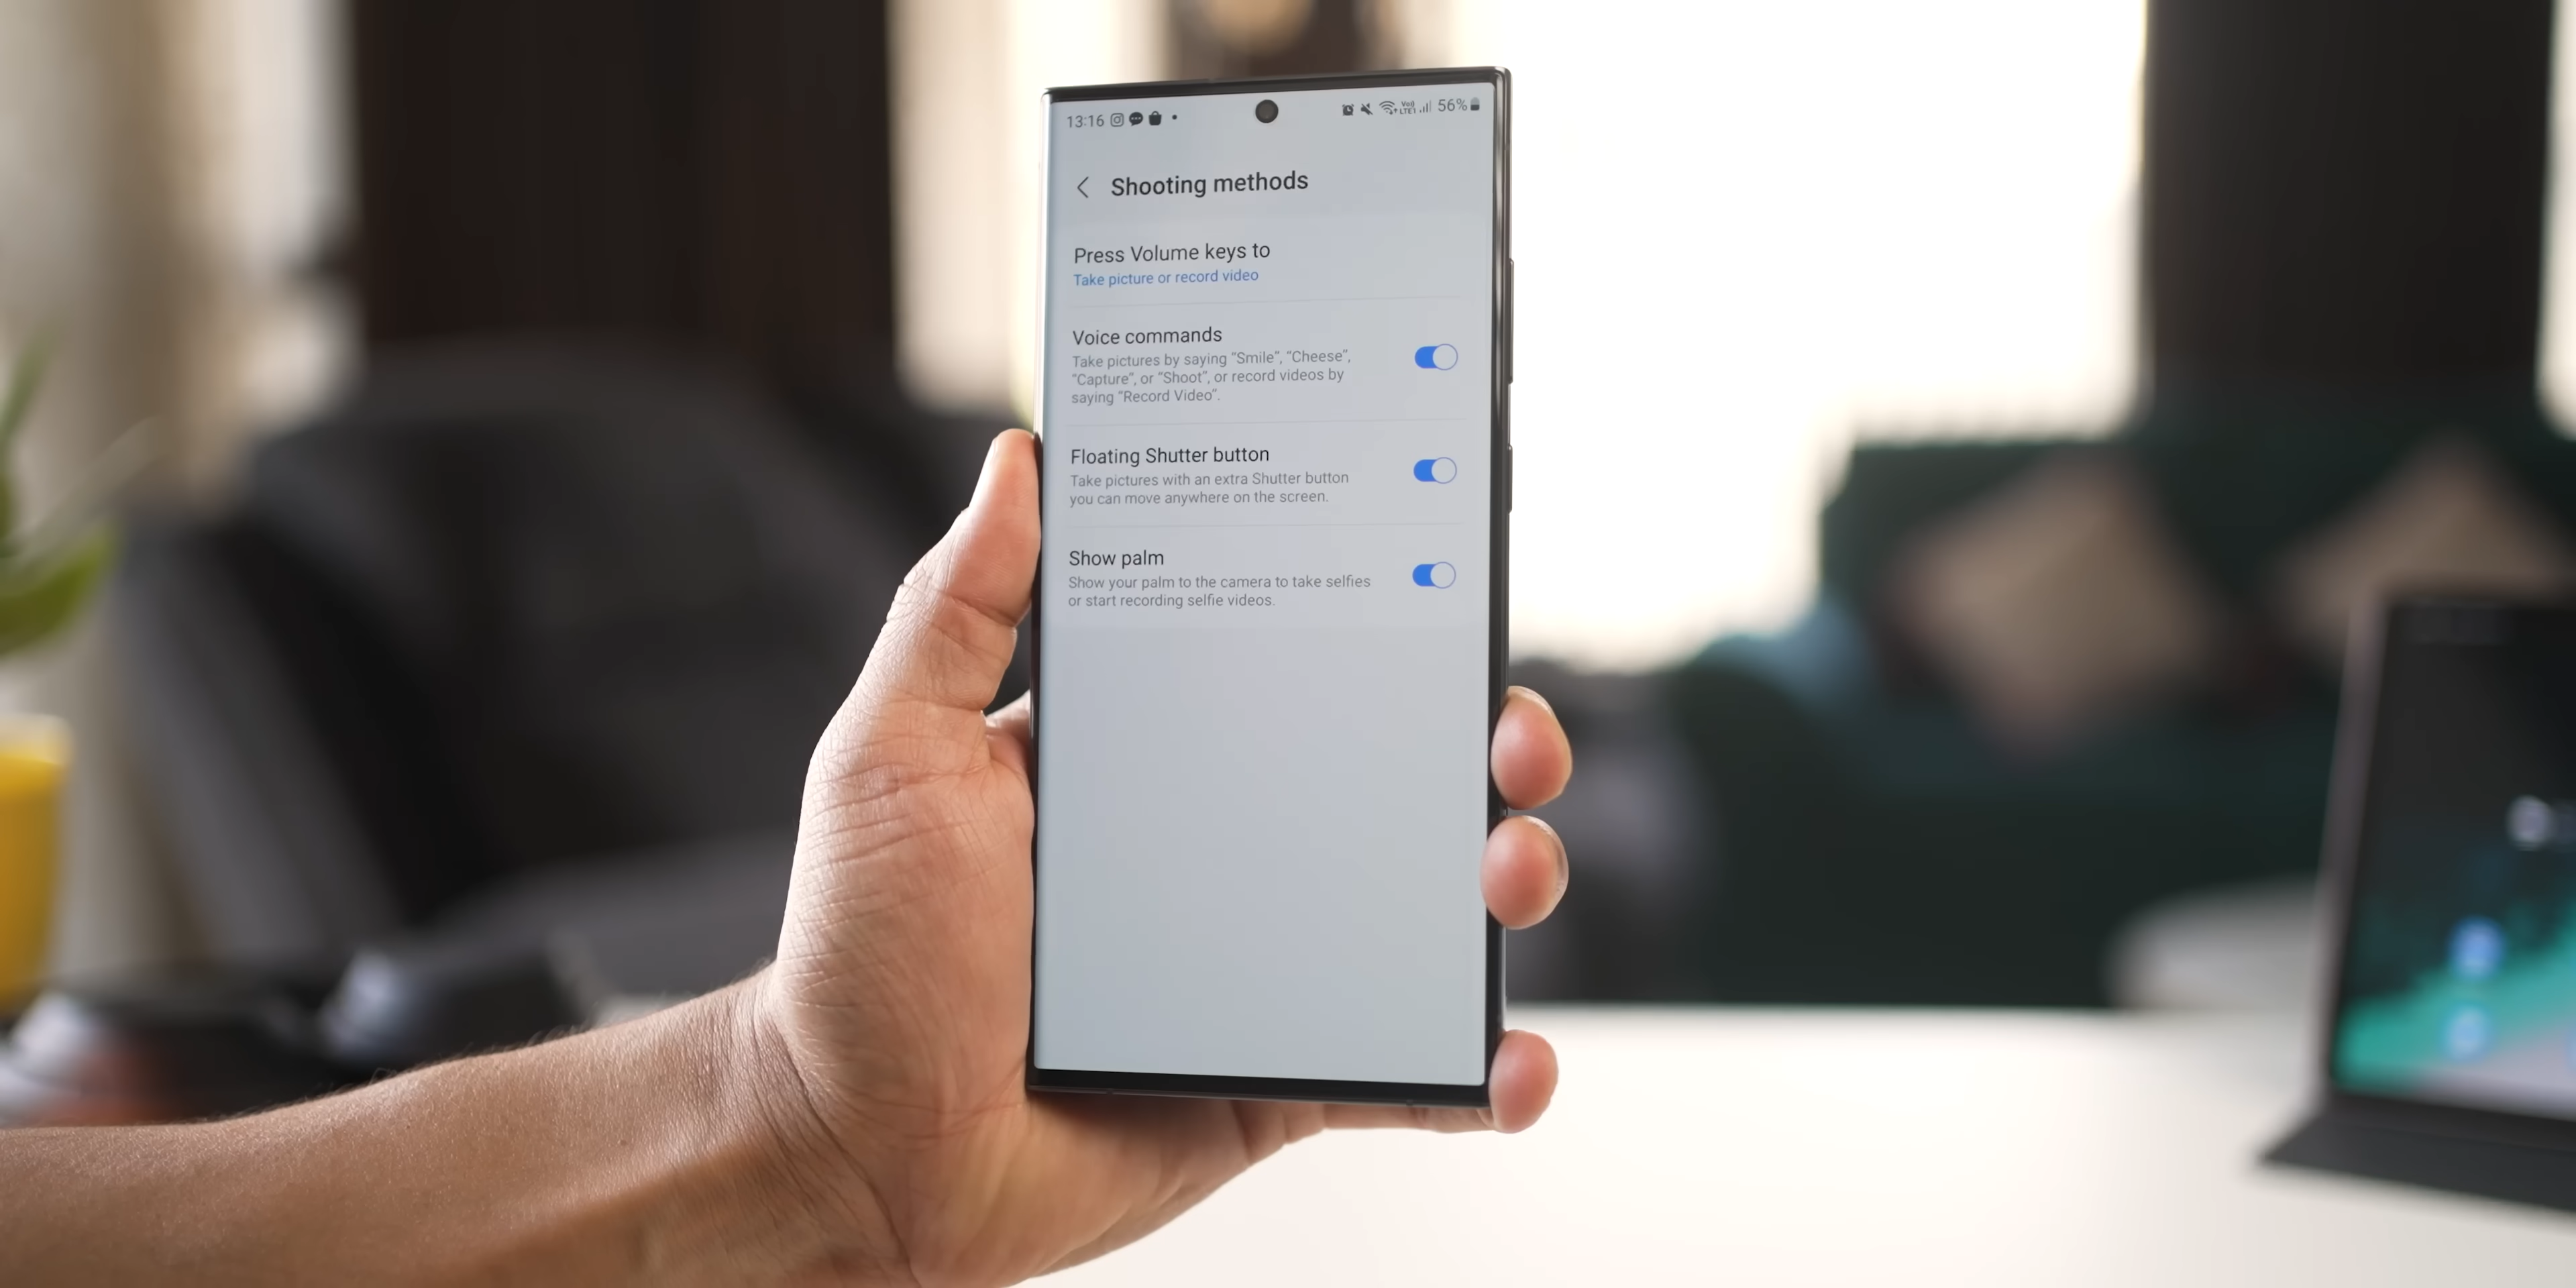 13:16
VoLTE1 56%
Shooting methods
Press Volume keys to
Take picture or record video
Voice commands
Take pictures by saying “Smile”, “Cheese”,
“Capture”, or “Shoot”, or record videos by
saying “Record Video”.
Floating Shutter button
Take pictures with an extra Shutter button
you can move anywhere on the screen.
Show palm
Show your palm to the camera to take selfies
or start recording selfie videos.